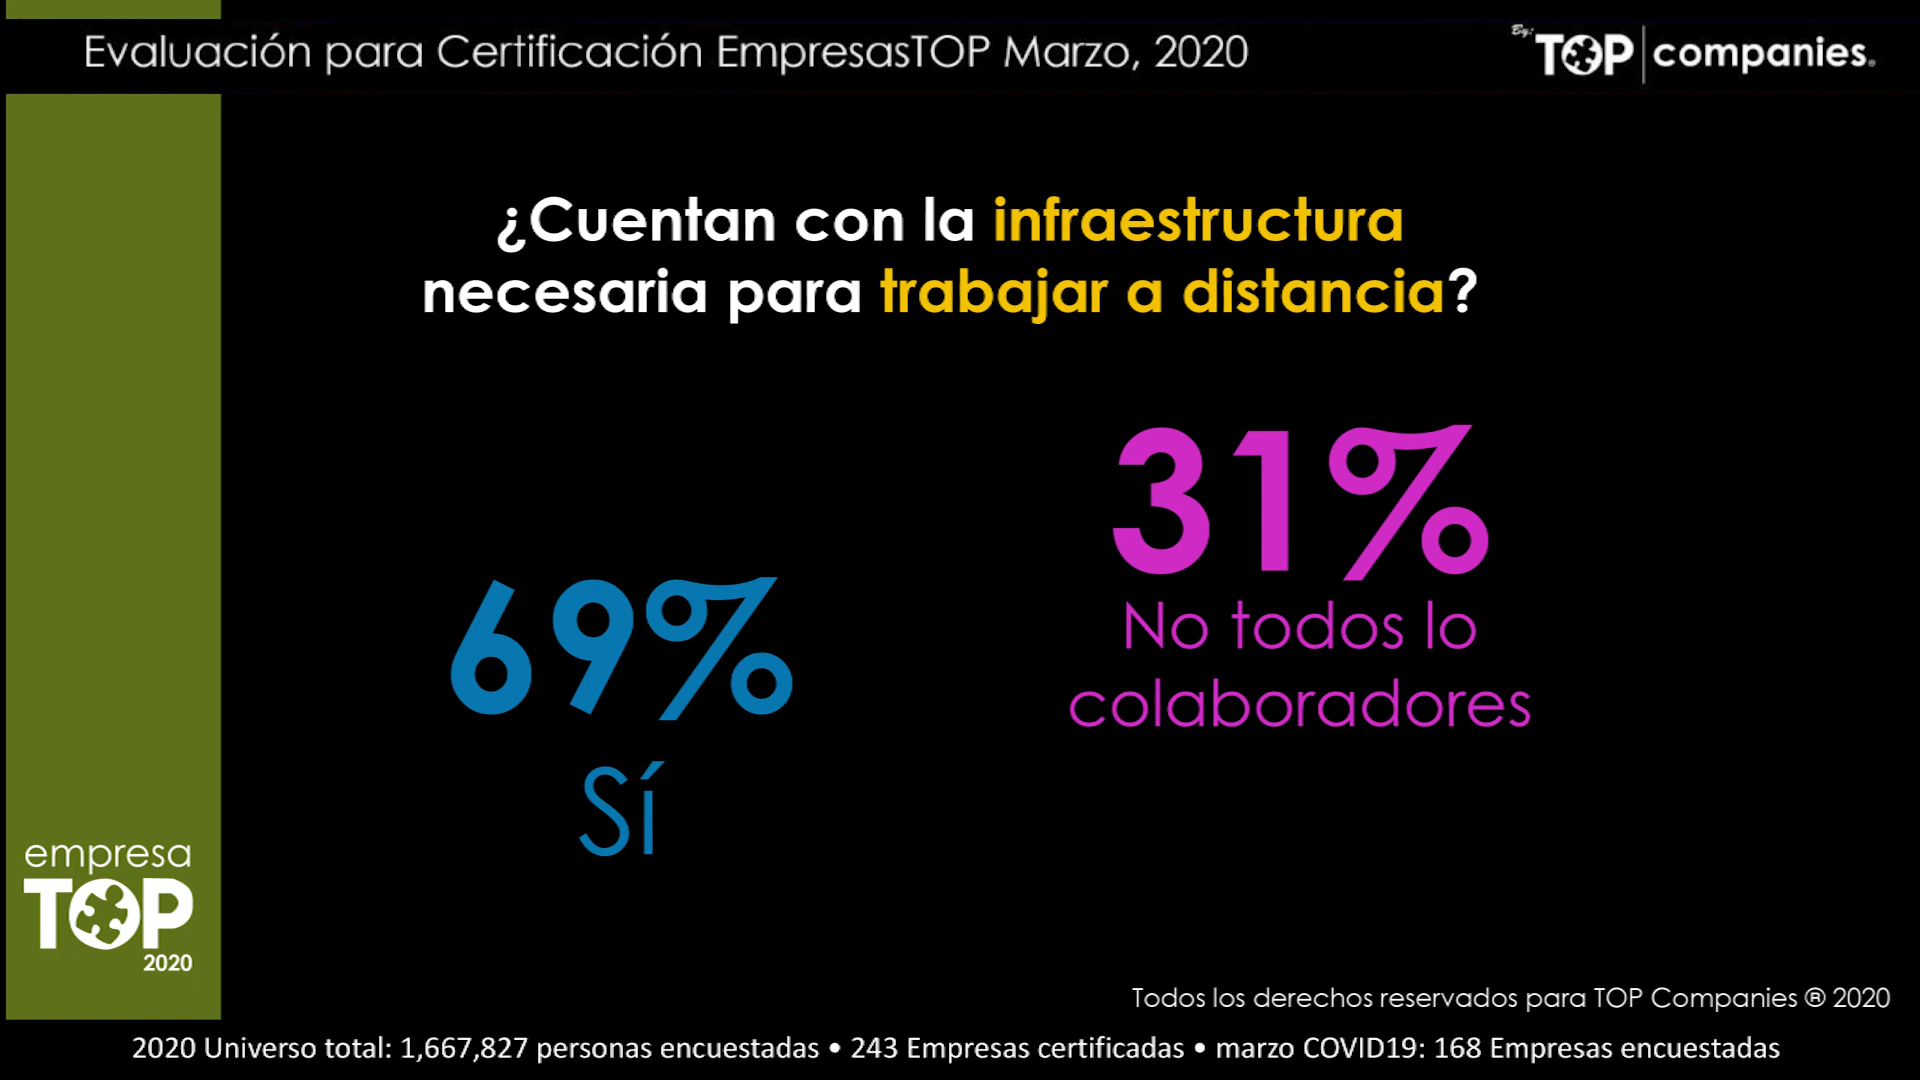 Evaluación para Certificación EmpresasTOP Marzo, 2020
By: TOP companies®
¿Cuentan con la infraestructura
necesaria para trabajar a distancia?
69%
Sí
31%
No todos lo
colaboradores
empresa
TOP
2020
Todos los derechos reservados para TOP Companies ® 2020
2020 Universo total: 1,667,827 personas encuestadas • 243 Empresas certificadas • marzo COVID19: 168 Empresas encuestadas